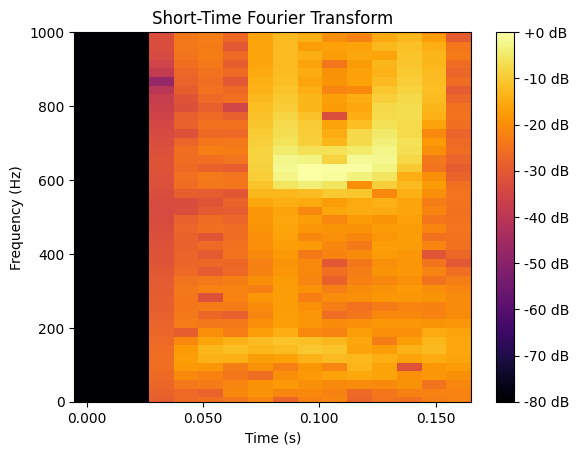 Short-Time Fourier Transform
Frequency (Hz)
1000
800
600
400
200
0
0.000
0.050
0.100
0.150
Time (s)
+0 dB
-10 dB
-20 dB
-30 dB
-40 dB
-50 dB
-60 dB
-70 dB
-80 dB